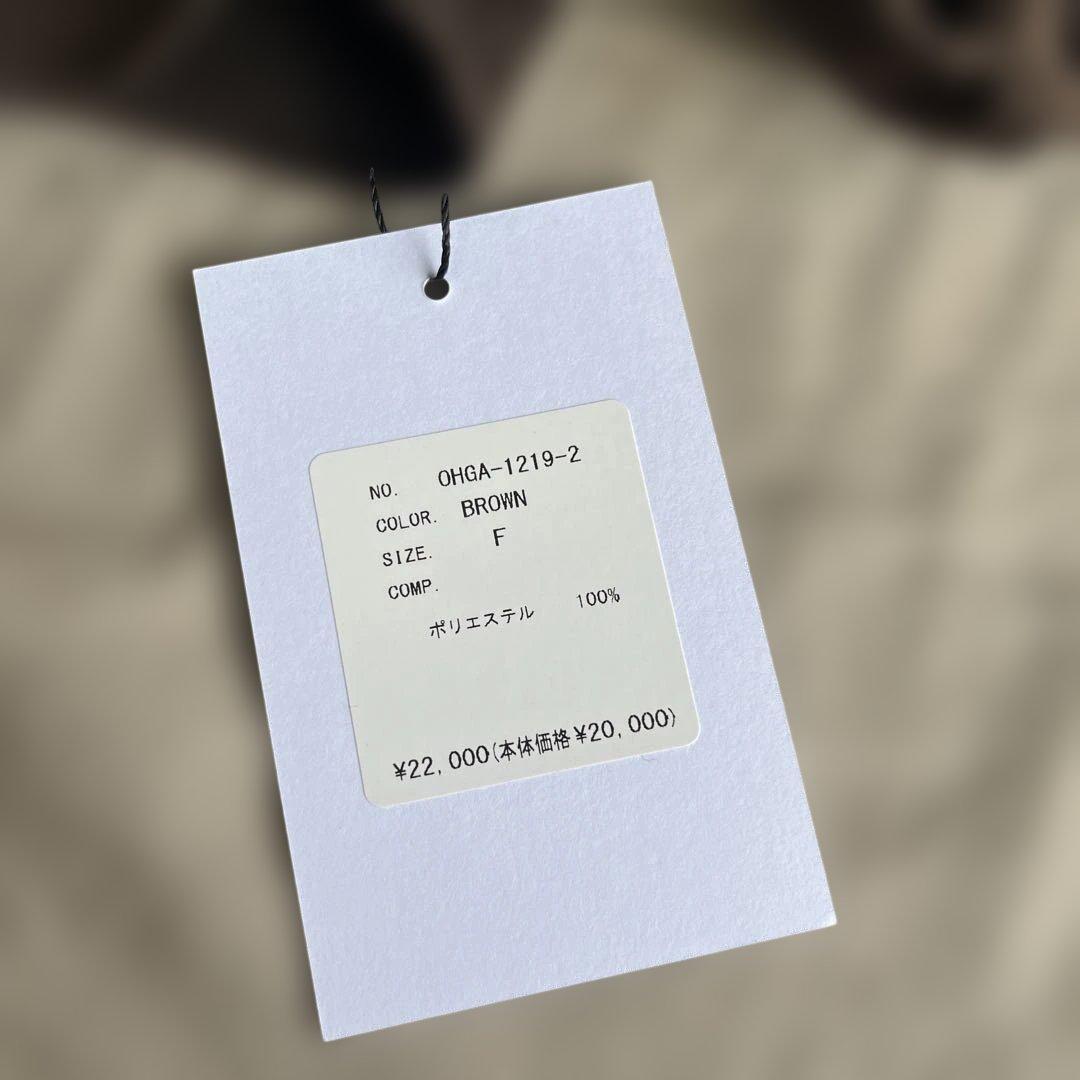 NO. OHGA-1219-2
COLOR. BROWN
SIZE. F
COMP.
ポリエステル 100%
¥22,000(本体価格¥20,000)